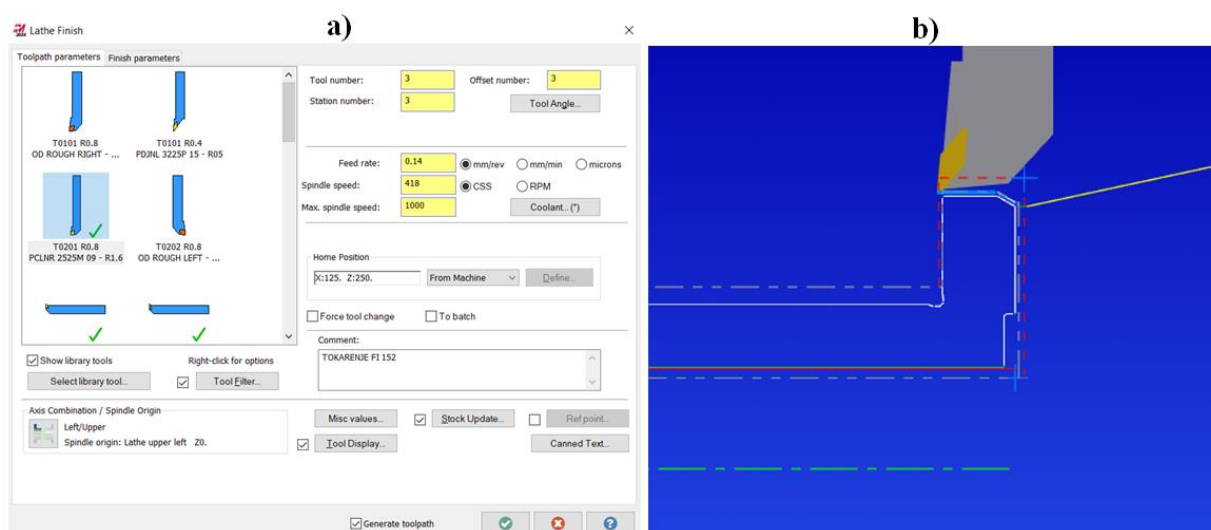 a)
b)
Lathe Finish
Toolpath parameters Finish parameters
T0101 R0.8
OD ROUGH RIGHT - ...
T0101 R0.4
PDJNL 3225P 15 - R05
T0201 R0.8
PCLNR 2525M 09 - R1.6
T0202 R0.8
OD ROUGH LEFT - ...
Show library tools
Right-click for options
Select library tool...
Tool Filter...
Axis Combination / Spindle Origin
Left/Upper
Spindle origin: Lathe upper left Z0.
Tool number: 3
Offset number: 3
Station number: 3
Tool Angle...
Feed rate: 0.14 mm/rev mm/min microns
Spindle speed: 418 CSS RPM
Max. spindle speed: 1000
Coolant... (*)
Home Position
X:125. Z:250. From Machine Define...
Force tool change To batch
Comment:
TOKARENJE FI 152
Misc values... Stock Update... Ref point...
Tool Display... Canned Text...
Generate toolpath